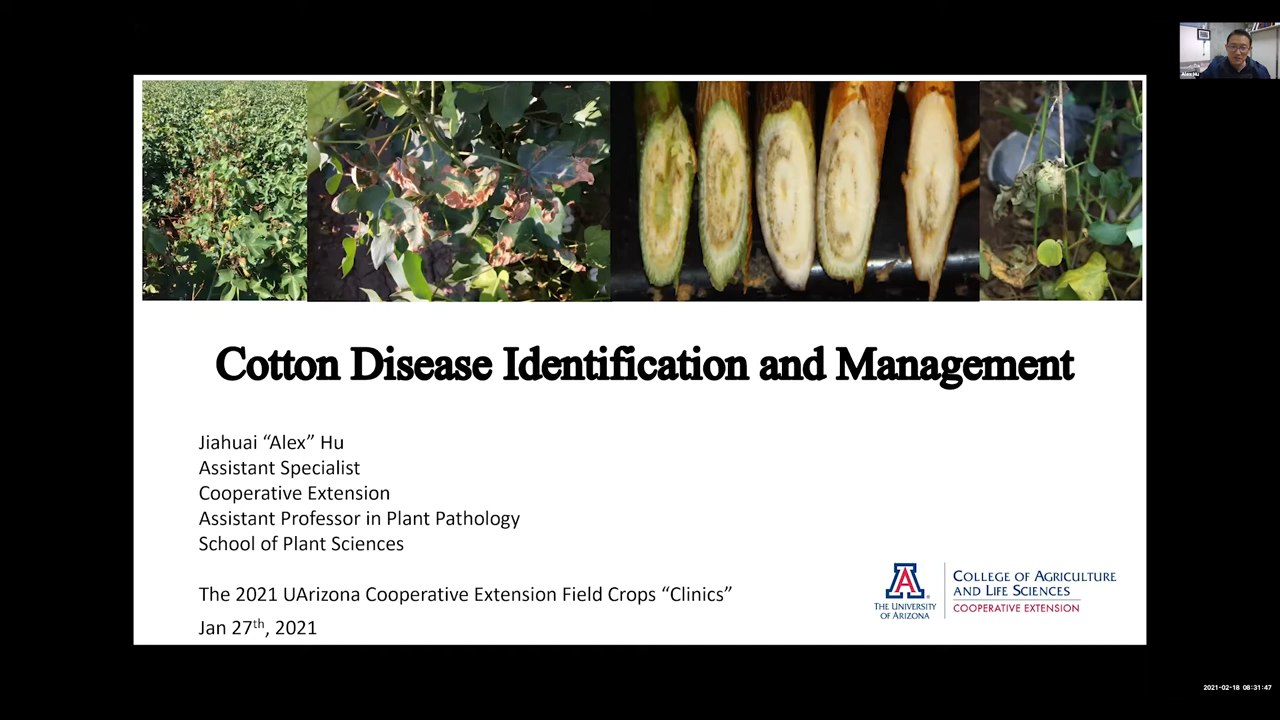 Alex Hu
Cotton Disease Identification and Management
Jiahuai “Alex” Hu
Assistant Specialist
Cooperative Extension
Assistant Professor in Plant Pathology
School of Plant Sciences
The 2021 UArizona Cooperative Extension Field Crops “Clinics”
Jan 27th, 2021
A
THE UNIVERSITY
OF ARIZONA
COLLEGE OF AGRICULTURE
AND LIFE SCIENCES
COOPERATIVE EXTENSION
2021-02-18 08:31:47